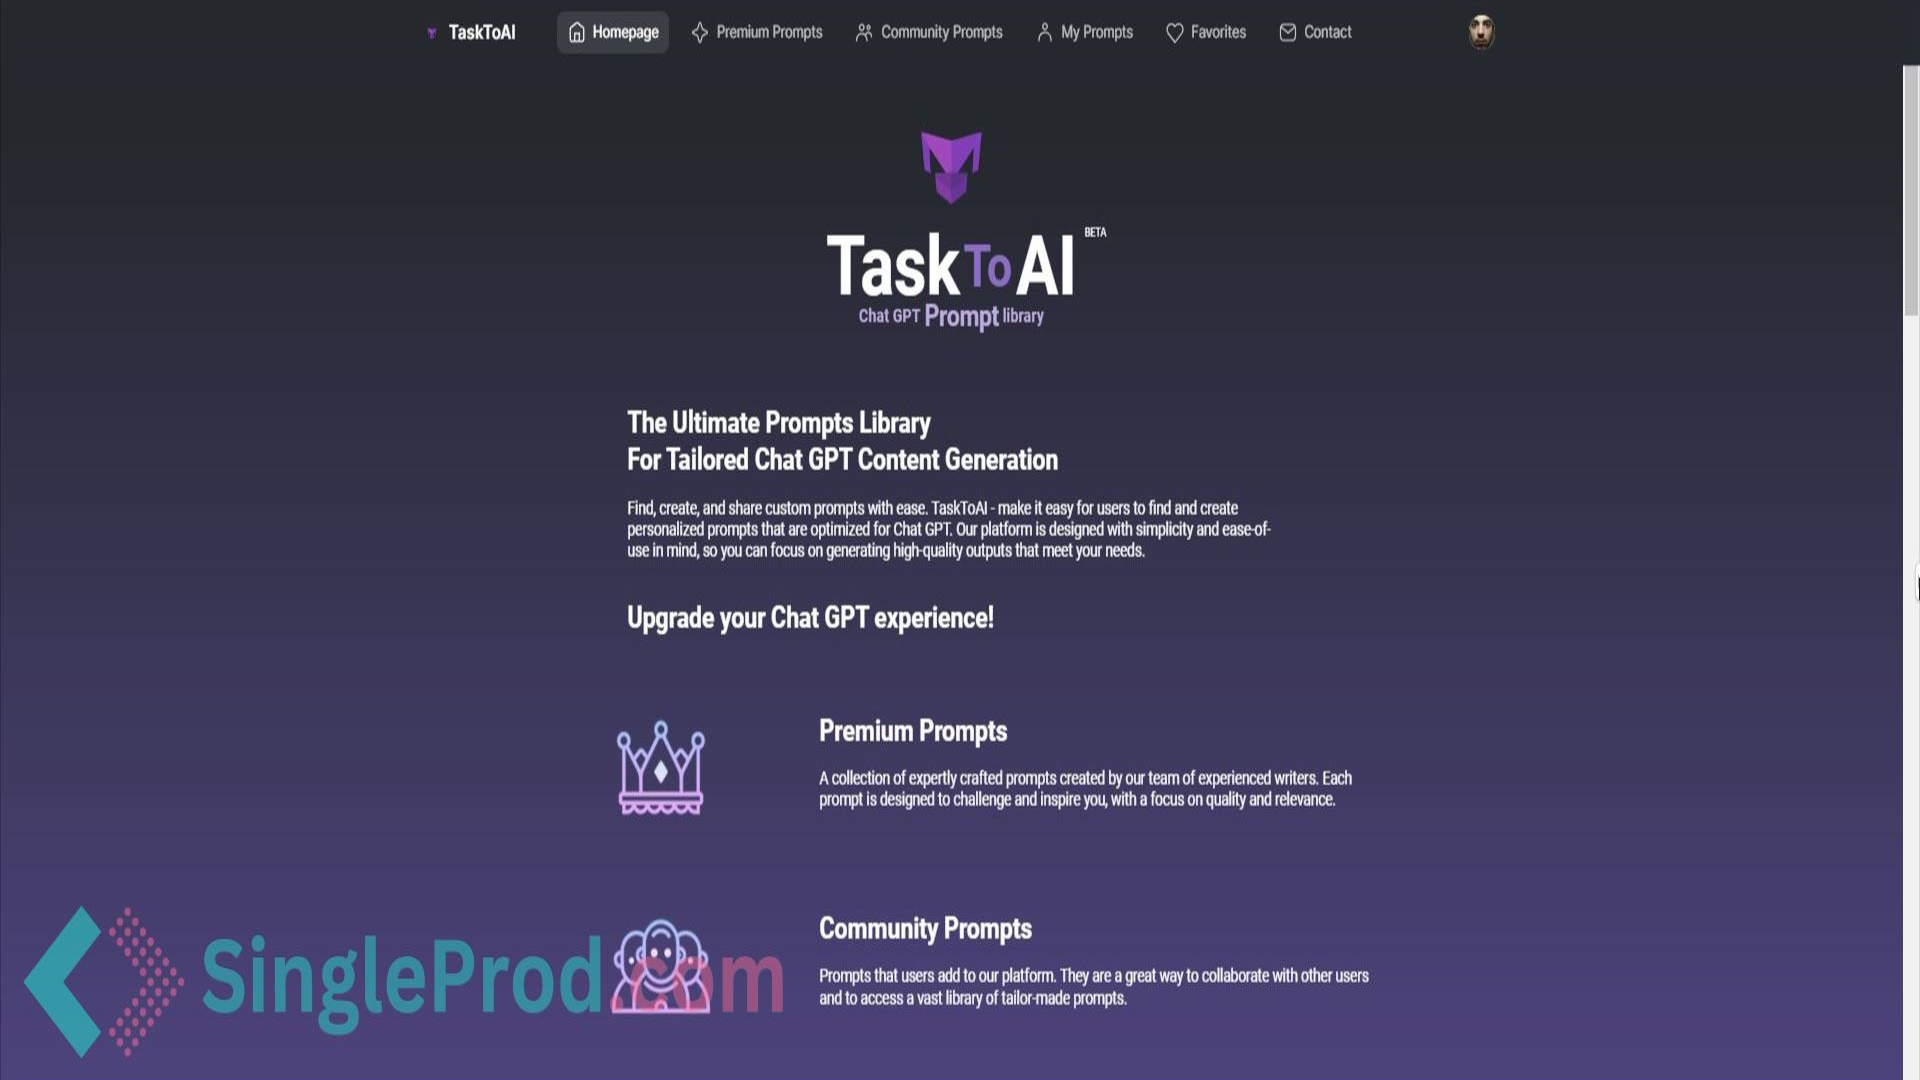 TaskToAI
Homepage
Premium Prompts
Community Prompts
My Prompts
Favorites
Contact
TaskToAI
BETA
Chat GPT Prompt library
The Ultimate Prompts Library
For Tailored Chat GPT Content Generation
Find, create, and share custom prompts with ease. TaskToAI - make it easy for users to find and create
personalized prompts that are optimized for Chat GPT. Our platform is designed with simplicity and ease-of-
use in mind, so you can focus on generating high-quality outputs that meet your needs.
Upgrade your Chat GPT experience!
Premium Prompts
A collection of expertly crafted prompts created by our team of experienced writers. Each
prompt is designed to challenge and inspire you, with a focus on quality and relevance.
Community Prompts
Prompts that users add to our platform. They are a great way to collaborate with other users
and to access a vast library of tailor-made prompts.
SingleProd.com